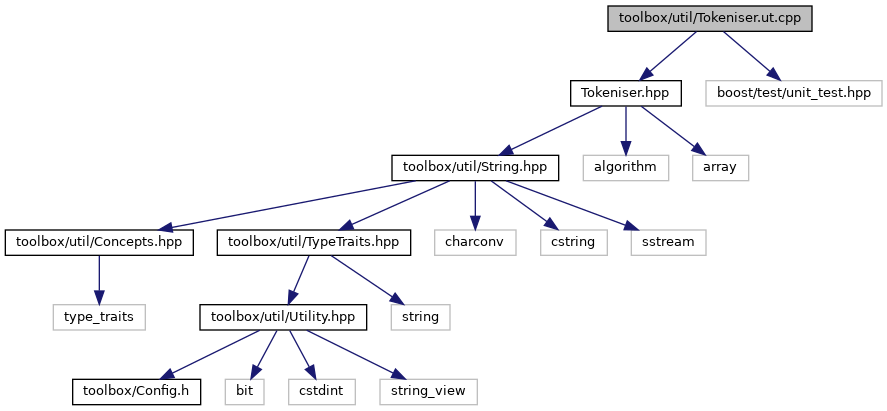 toolbox/util/Tokeniser.ut.cpp
Tokeniser.hpp
boost/test/unit_test.hpp
toolbox/util/String.hpp
algorithm
array
toolbox/util/Concepts.hpp
toolbox/util/TypeTraits.hpp
charconv
cstring
sstream
type_traits
toolbox/util/Utility.hpp
string
toolbox/Config.h
bit
cstdint
string_view